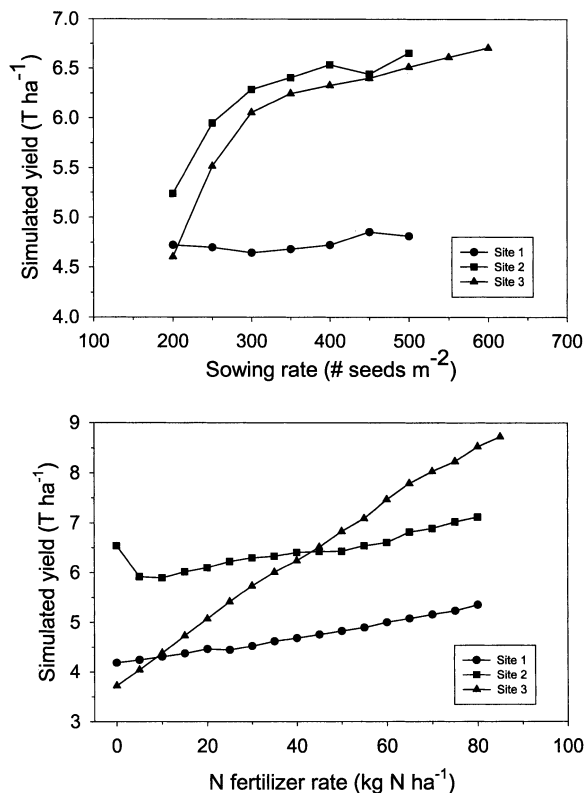 7.0
6.5
6.0
5.5
5.0
4.5
4.0
Simulated yield (T ha⁻¹)
Site 1
Site 2
Site 3
100 200 300 400 500 600 700
Sowing rate (# seeds m⁻²)
9
8
7
6
5
4
3
Simulated yield (T ha⁻¹)
Site 1
Site 2
Site 3
0 20 40 60 80 100
N fertilizer rate (kg N ha⁻¹)